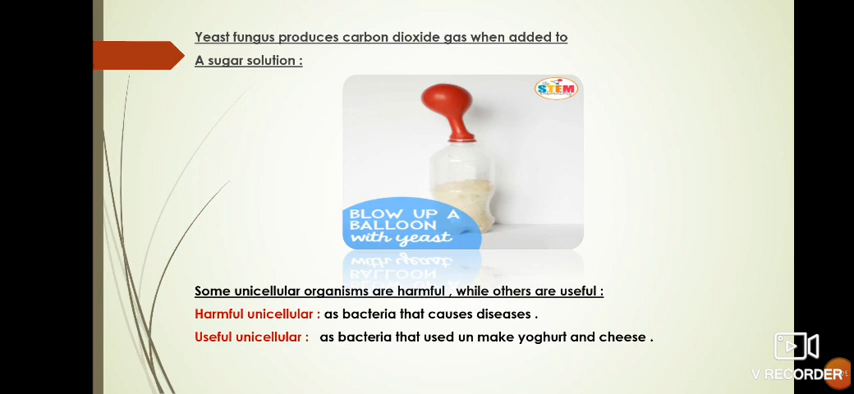 Yeast fungus produces carbon dioxide gas when added to
A sugar solution :
STEM
BLOW UP A
BALLOON
with yeast
Some unicellular organisms are harmful , while others are useful :
Harmful unicellular : as bacteria that causes diseases .
Useful unicellular : as bacteria that used un make yoghurt and cheese .
V RECORDER